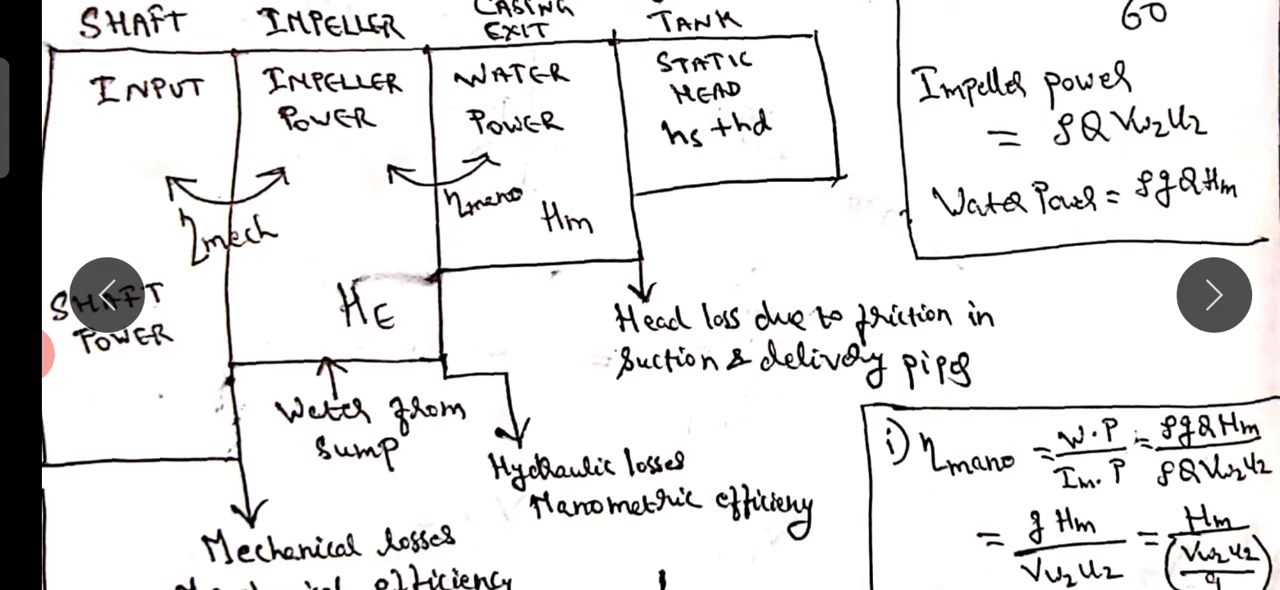 SHAFT IMPELLER CASING EXIT TANK
INPUT
IMPELLER POWER
WATER POWER
STATIC HEAD
hs + hd
ηmech
ηmano
Hm
SHAFT POWER
HE
Water from sump
Head loss due to friction in
suction & delivery pipes
Hydraulic losses
Manometric efficieny
Mechanical losses
efficiency
60
Impeller power
= ρQVw2u2
Water Power = ρgQHm
i) ηmano = W.P / Im.P = ρgQHm / ρQVw2u2
= gHm / Vw2u2 = Hm / (Vw2u2 / g)